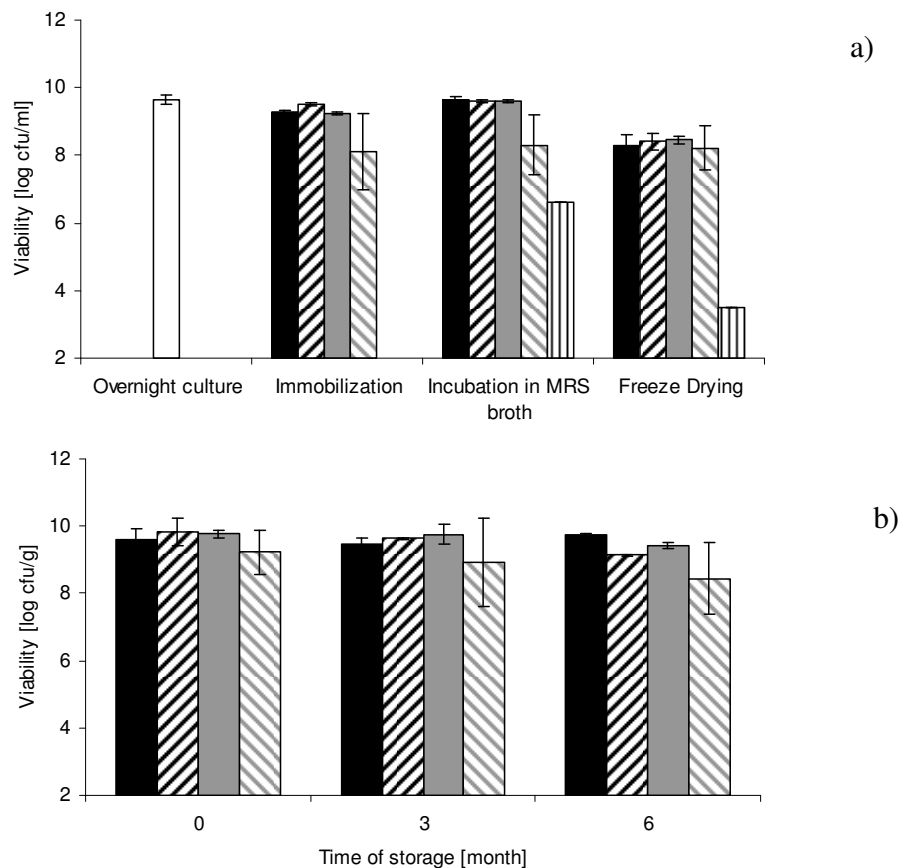 a)
12
10
8
6
4
2
Viability [log cfu/ml]
Overnight culture
Immobilization
Incubation in MRS
broth
Freeze Drying
b)
12
10
8
6
4
2
Viability [log cfu/g]
0
3
6
Time of storage [month]